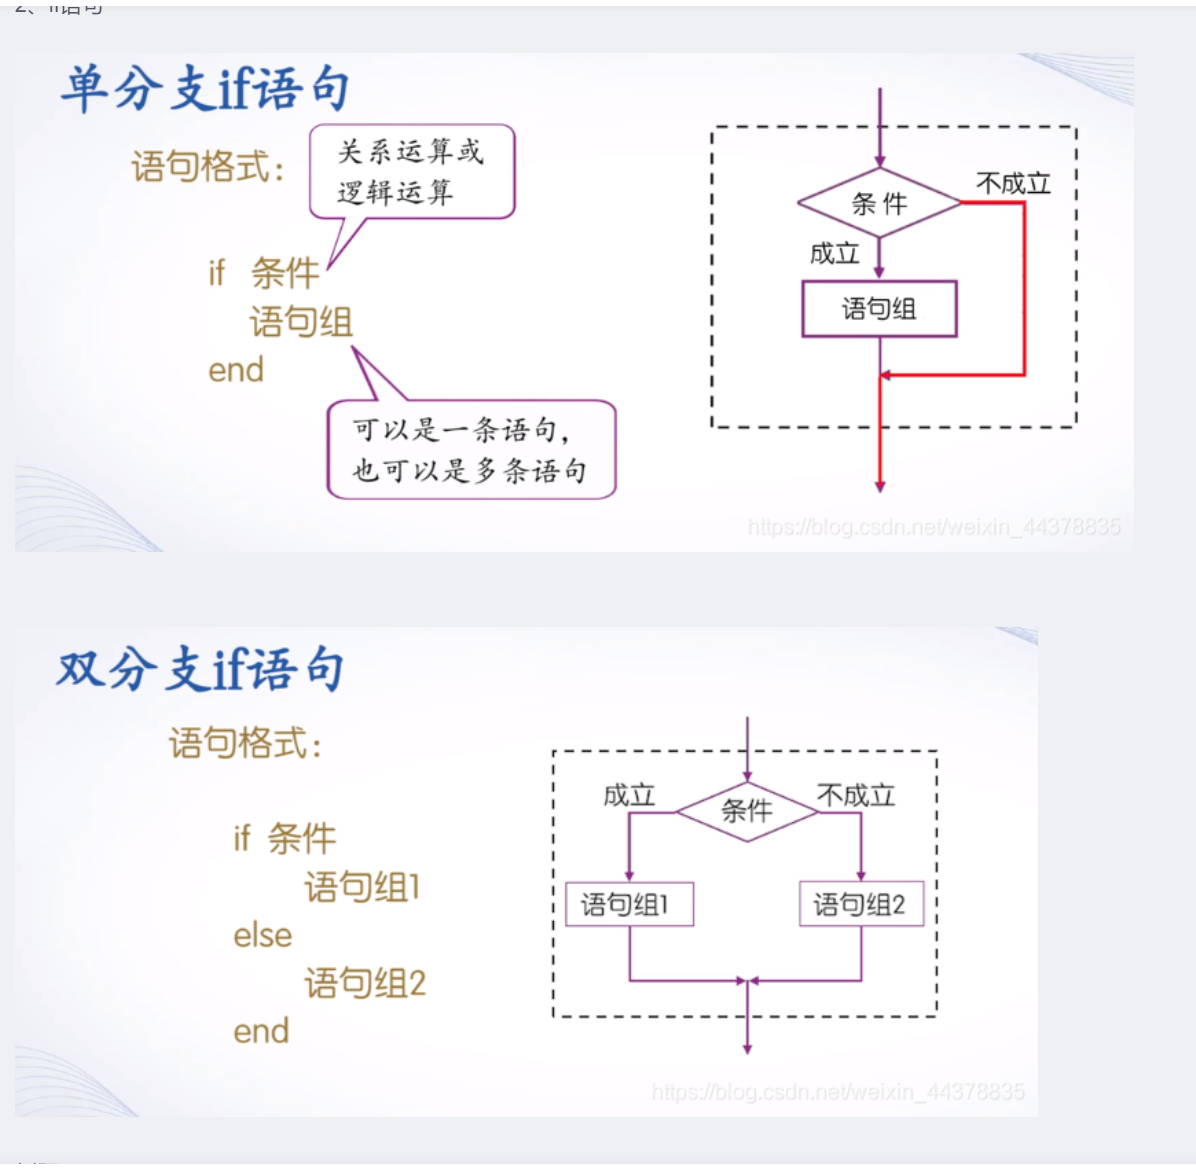 2、if语句
单分支if语句
语句格式：
关系运算或
逻辑运算
if 条件
语句组
end
可以是一条语句，
也可以是多条语句
条件
不成立
成立
语句组
https://blog.csdn.net/weixin_44378835
双分支if语句
语句格式：
if 条件
语句组1
else
语句组2
end
成立
条件
不成立
语句组1
语句组2
https://blog.csdn.net/weixin_44378835